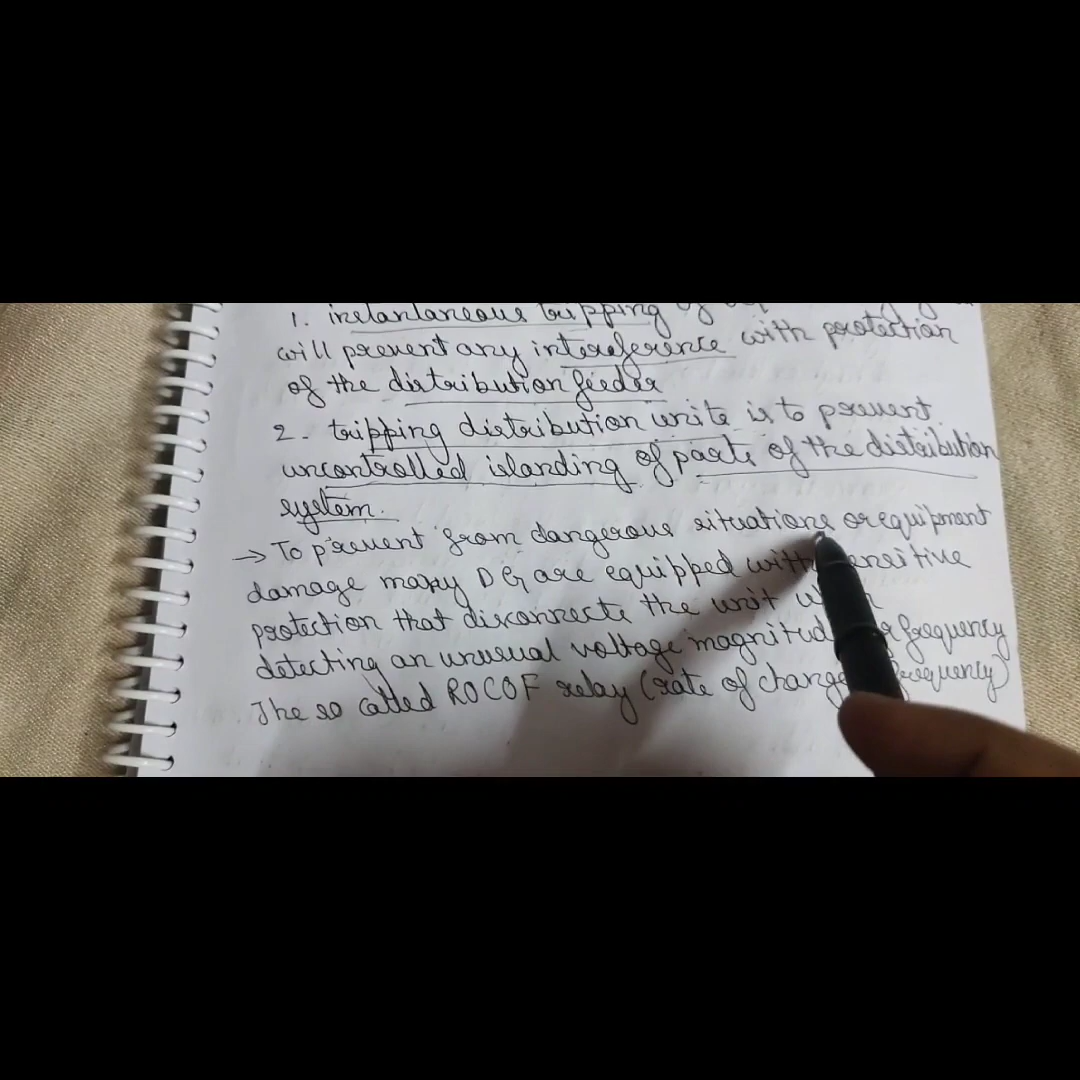 1. instantaneous tripping of
will prevent any interference with protection
of the distribution feeder
2. tripping distribution units is to prevent
uncontrolled islanding of parts of the distribution
system.
→ To prevent from dangerous situations or equipment
damage many DG are equipped with sensitive
protection that disconnects the unit
detecting an unusual voltage magnitud frequency
The so called ROCOF relay (rate of change frequency)